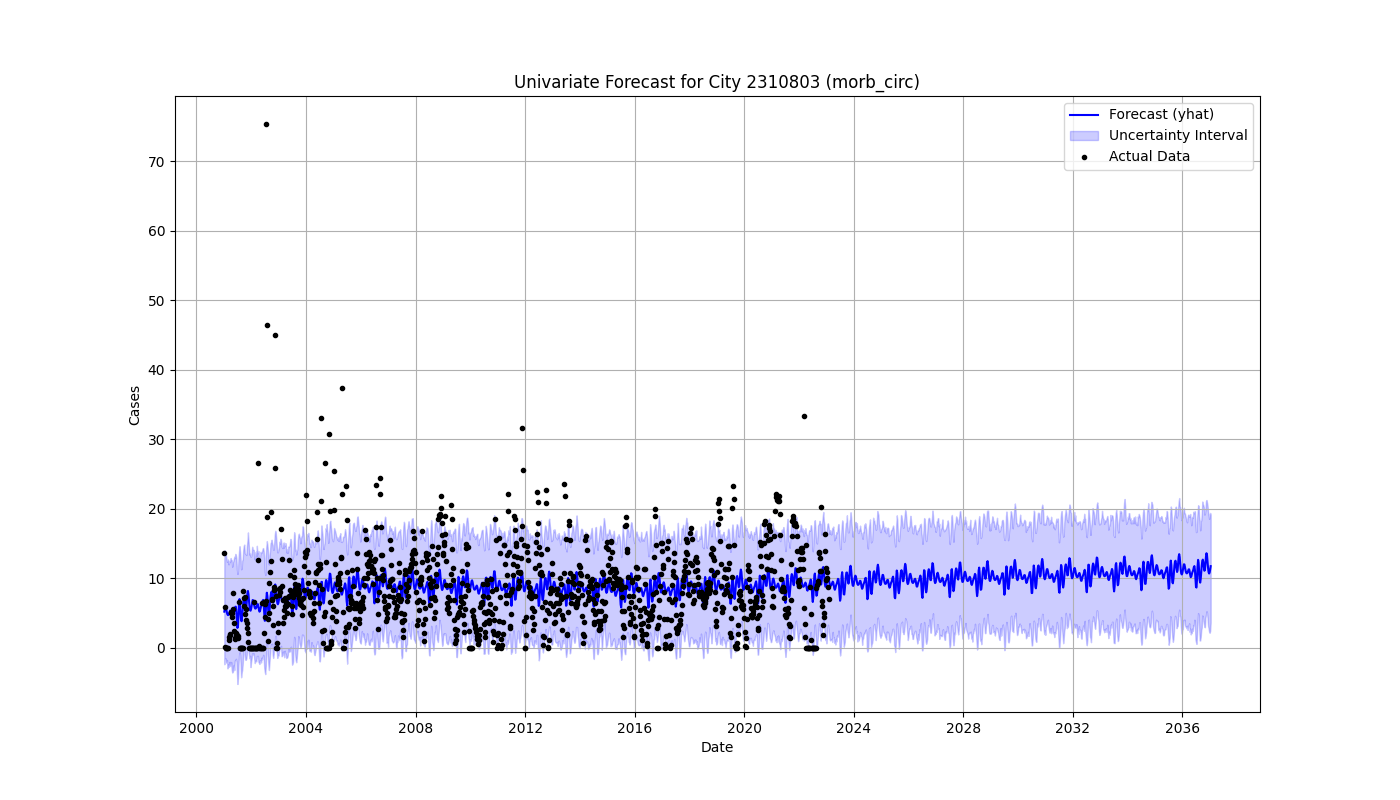 Univariate Forecast for City 2310803 (morb_circ)
Forecast (yhat)
Uncertainty Interval
Actual Data
Cases
70
60
50
40
30
20
10
0
2000 2004 2008 2012 2016 2020 2024 2028 2032 2036
Date